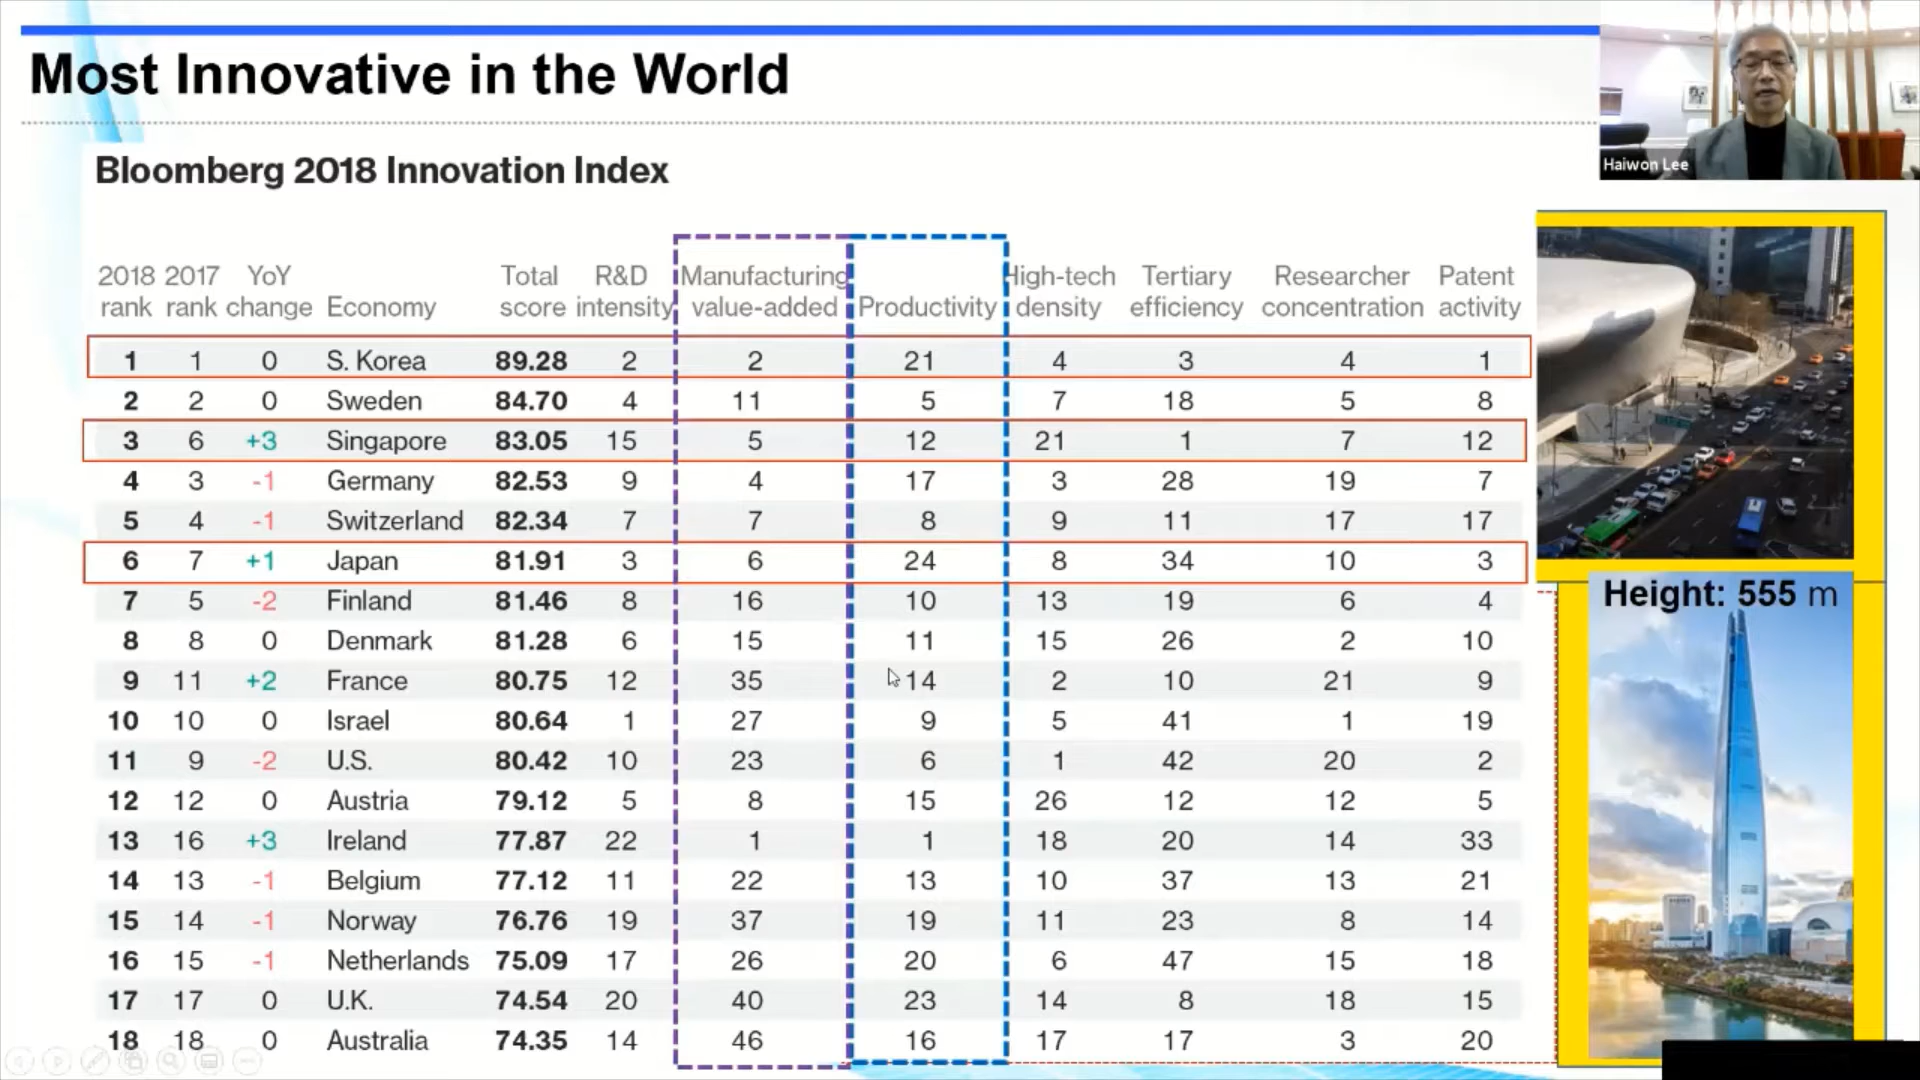 Most Innovative in the World
Haiwon Lee
Bloomberg 2018 Innovation Index
2018 rank 2017 rank YoY change Economy Total score R&D intensity Manufacturing value-added Productivity High-tech density Tertiary efficiency Researcher concentration Patent activity
1 1 0 S. Korea 89.28 2 2 21 4 3 4 1
2 2 0 Sweden 84.70 4 11 5 7 18 5 8
3 6 +3 Singapore 83.05 15 5 12 21 1 7 12
4 3 -1 Germany 82.53 9 4 17 3 28 19 7
5 4 -1 Switzerland 82.34 7 7 8 9 11 17 17
6 7 +1 Japan 81.91 3 6 24 8 34 10 3
7 5 -2 Finland 81.46 8 16 10 13 19 6 4
8 8 0 Denmark 81.28 6 15 11 15 26 2 10
9 11 +2 France 80.75 12 35 14 2 10 21 9
10 10 0 Israel 80.64 1 27 9 5 41 1 19
11 9 -2 U.S. 80.42 10 23 6 1 42 20 2
12 12 0 Austria 79.12 5 8 15 26 12 12 5
13 16 +3 Ireland 77.87 22 1 1 18 20 14 33
14 13 -1 Belgium 77.12 11 22 13 10 37 13 21
15 14 -1 Norway 76.76 19 37 19 11 23 8 14
16 15 -1 Netherlands 75.09 17 26 20 6 47 15 18
17 17 0 U.K. 74.54 20 40 23 14 8 18 15
18 18 0 Australia 74.35 14 46 16 17 17 3 20
Height: 555 m